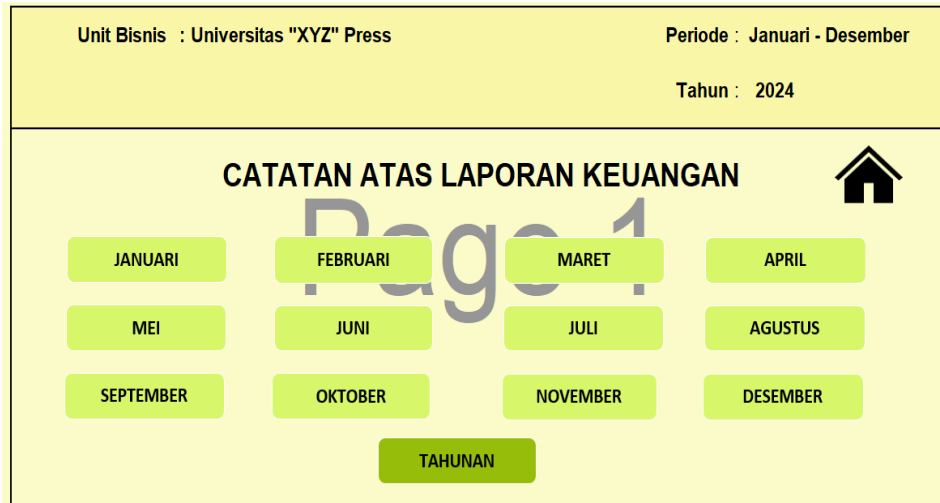 Unit Bisnis : Universitas "XYZ" Press Periode : Januari - Desember
Tahun : 2024
CATATAN ATAS LAPORAN KEUANGAN
Page 1
JANUARI FEBRUARI MARET APRIL
MEI JUNI JULI AGUSTUS
SEPTEMBER OKTOBER NOVEMBER DESEMBER
TAHUNAN